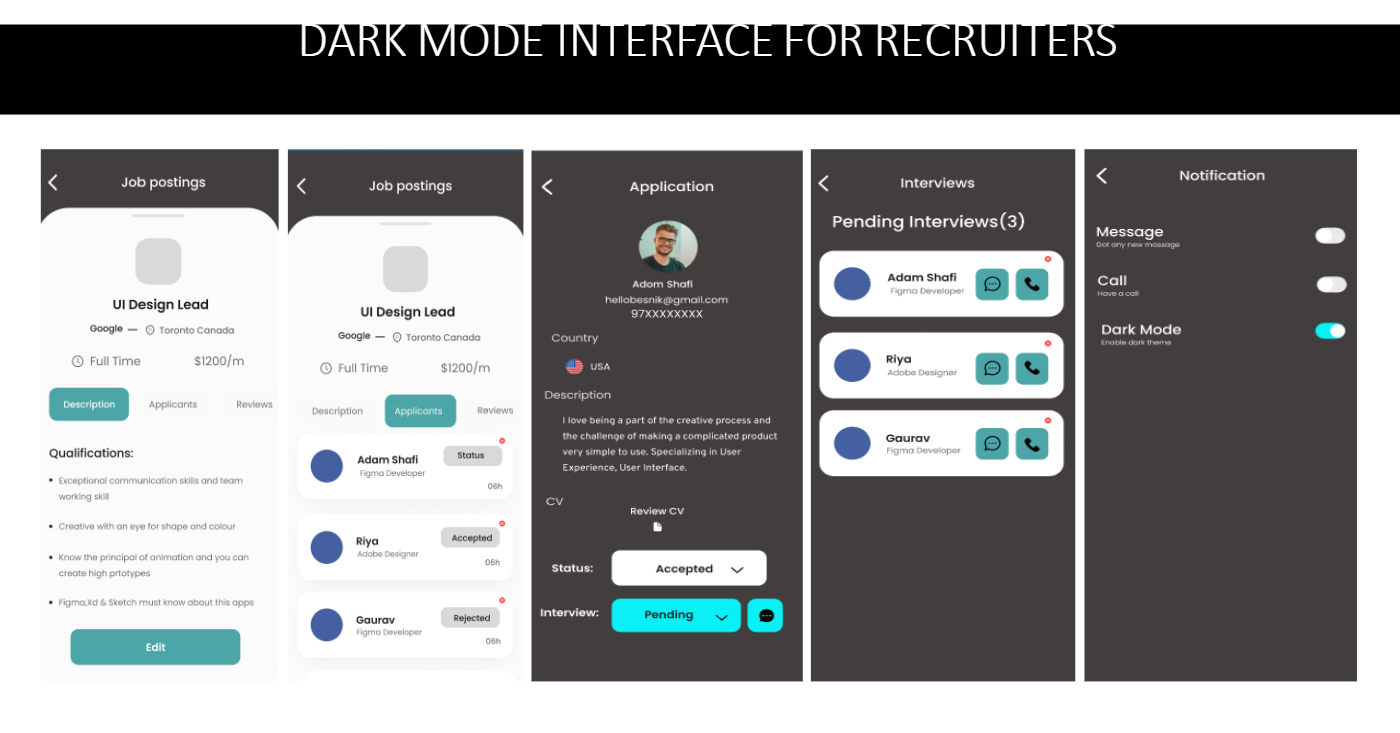 DARK MODE INTERFACE FOR RECRUITERS
Job postings
UI Design Lead
Google — Toronto Canada
Full Time $1200/m
Description Applicants Reviews
Qualifications:
• Exceptional communication skills and team
working skill
• Creative with an eye for shape and colour
• Know the principal of animation and you can
create high prtotypes
• Figma,Xd & Sketch must know about this apps
Edit
Job postings
UI Design Lead
Google — Toronto Canada
Full Time $1200/m
Description Applicants Reviews
Adam Shafi Status
Figma Developer
06h
Riya Accepted
Adobe Designer
06h
Gaurav Rejected
Figma Developer
06h
Application
Adom Shafi
hellobesnik@gmail.com
97XXXXXXXX
Country
USA
Description
I love being a part of the creative process and
the challenge of making a complicated product
very simple to use. Specializing in User
Experience, User Interface.
CV
Review CV
Status: Accepted
Interview: Pending
Interviews
Pending Interviews(3)
Adam Shafi
Figma Developer
Riya
Adobe Designer
Gaurav
Figma Developer
Notification
Message
Got any new massage
Call
Have a call
Dark Mode
Enable dark theme